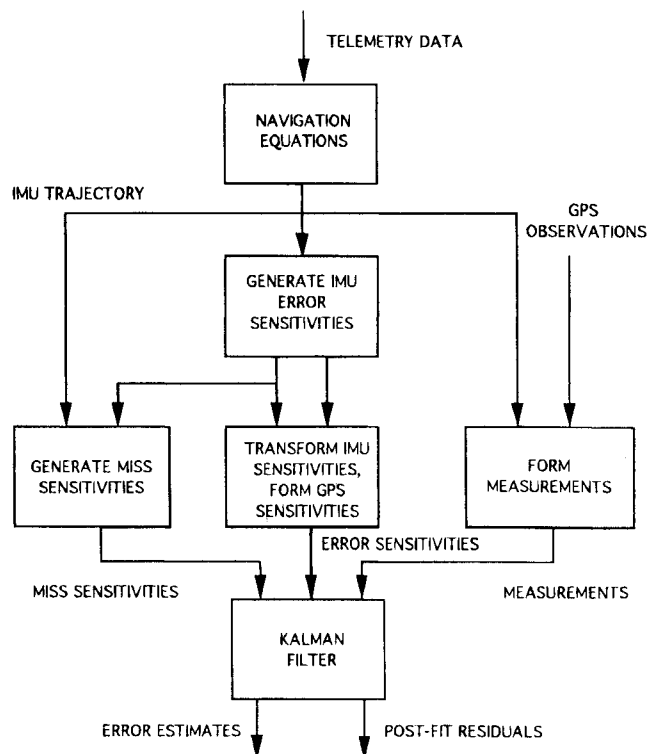 TELEMETRY DATA
NAVIGATION
EQUATIONS
IMU TRAJECTORY
GPS
OBSERVATIONS
GENERATE IMU
ERROR
SENSITIVITIES
GENERATE MISS
SENSITIVITIES
TRANSFORM IMU
SENSITIVITIES,
FORM GPS
SENSITIVITIES
FORM
MEASUREMENTS
ERROR SENSITIVITIES
MISS SENSITIVITIES
MEASUREMENTS
KALMAN
FILTER
ERROR ESTIMATES
POST-FIT RESIDUALS